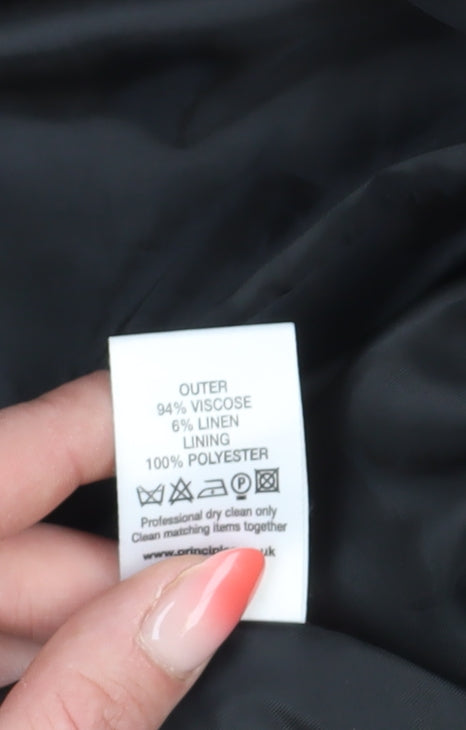 OUTER
94% VISCOSE
6% LINEN
LINING
100% POLYESTER
P
Professional dry clean only
Clean matching items together